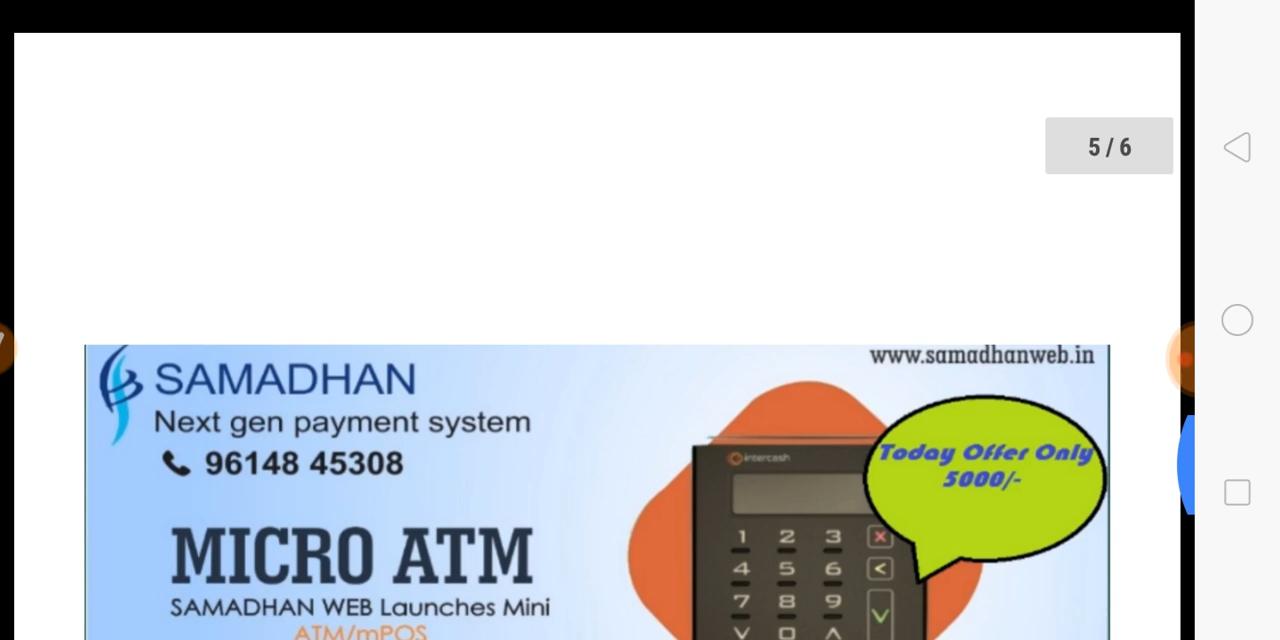 5 / 6
www.samadhanweb.in
SAMADHAN
Next gen payment system
96148 45308
Today Offer Only
5000/-
intercash
MICRO ATM
SAMADHAN WEB Launches Mini
ATM/mPOS
1 2 3
4 5 6 <
7 8 9
0